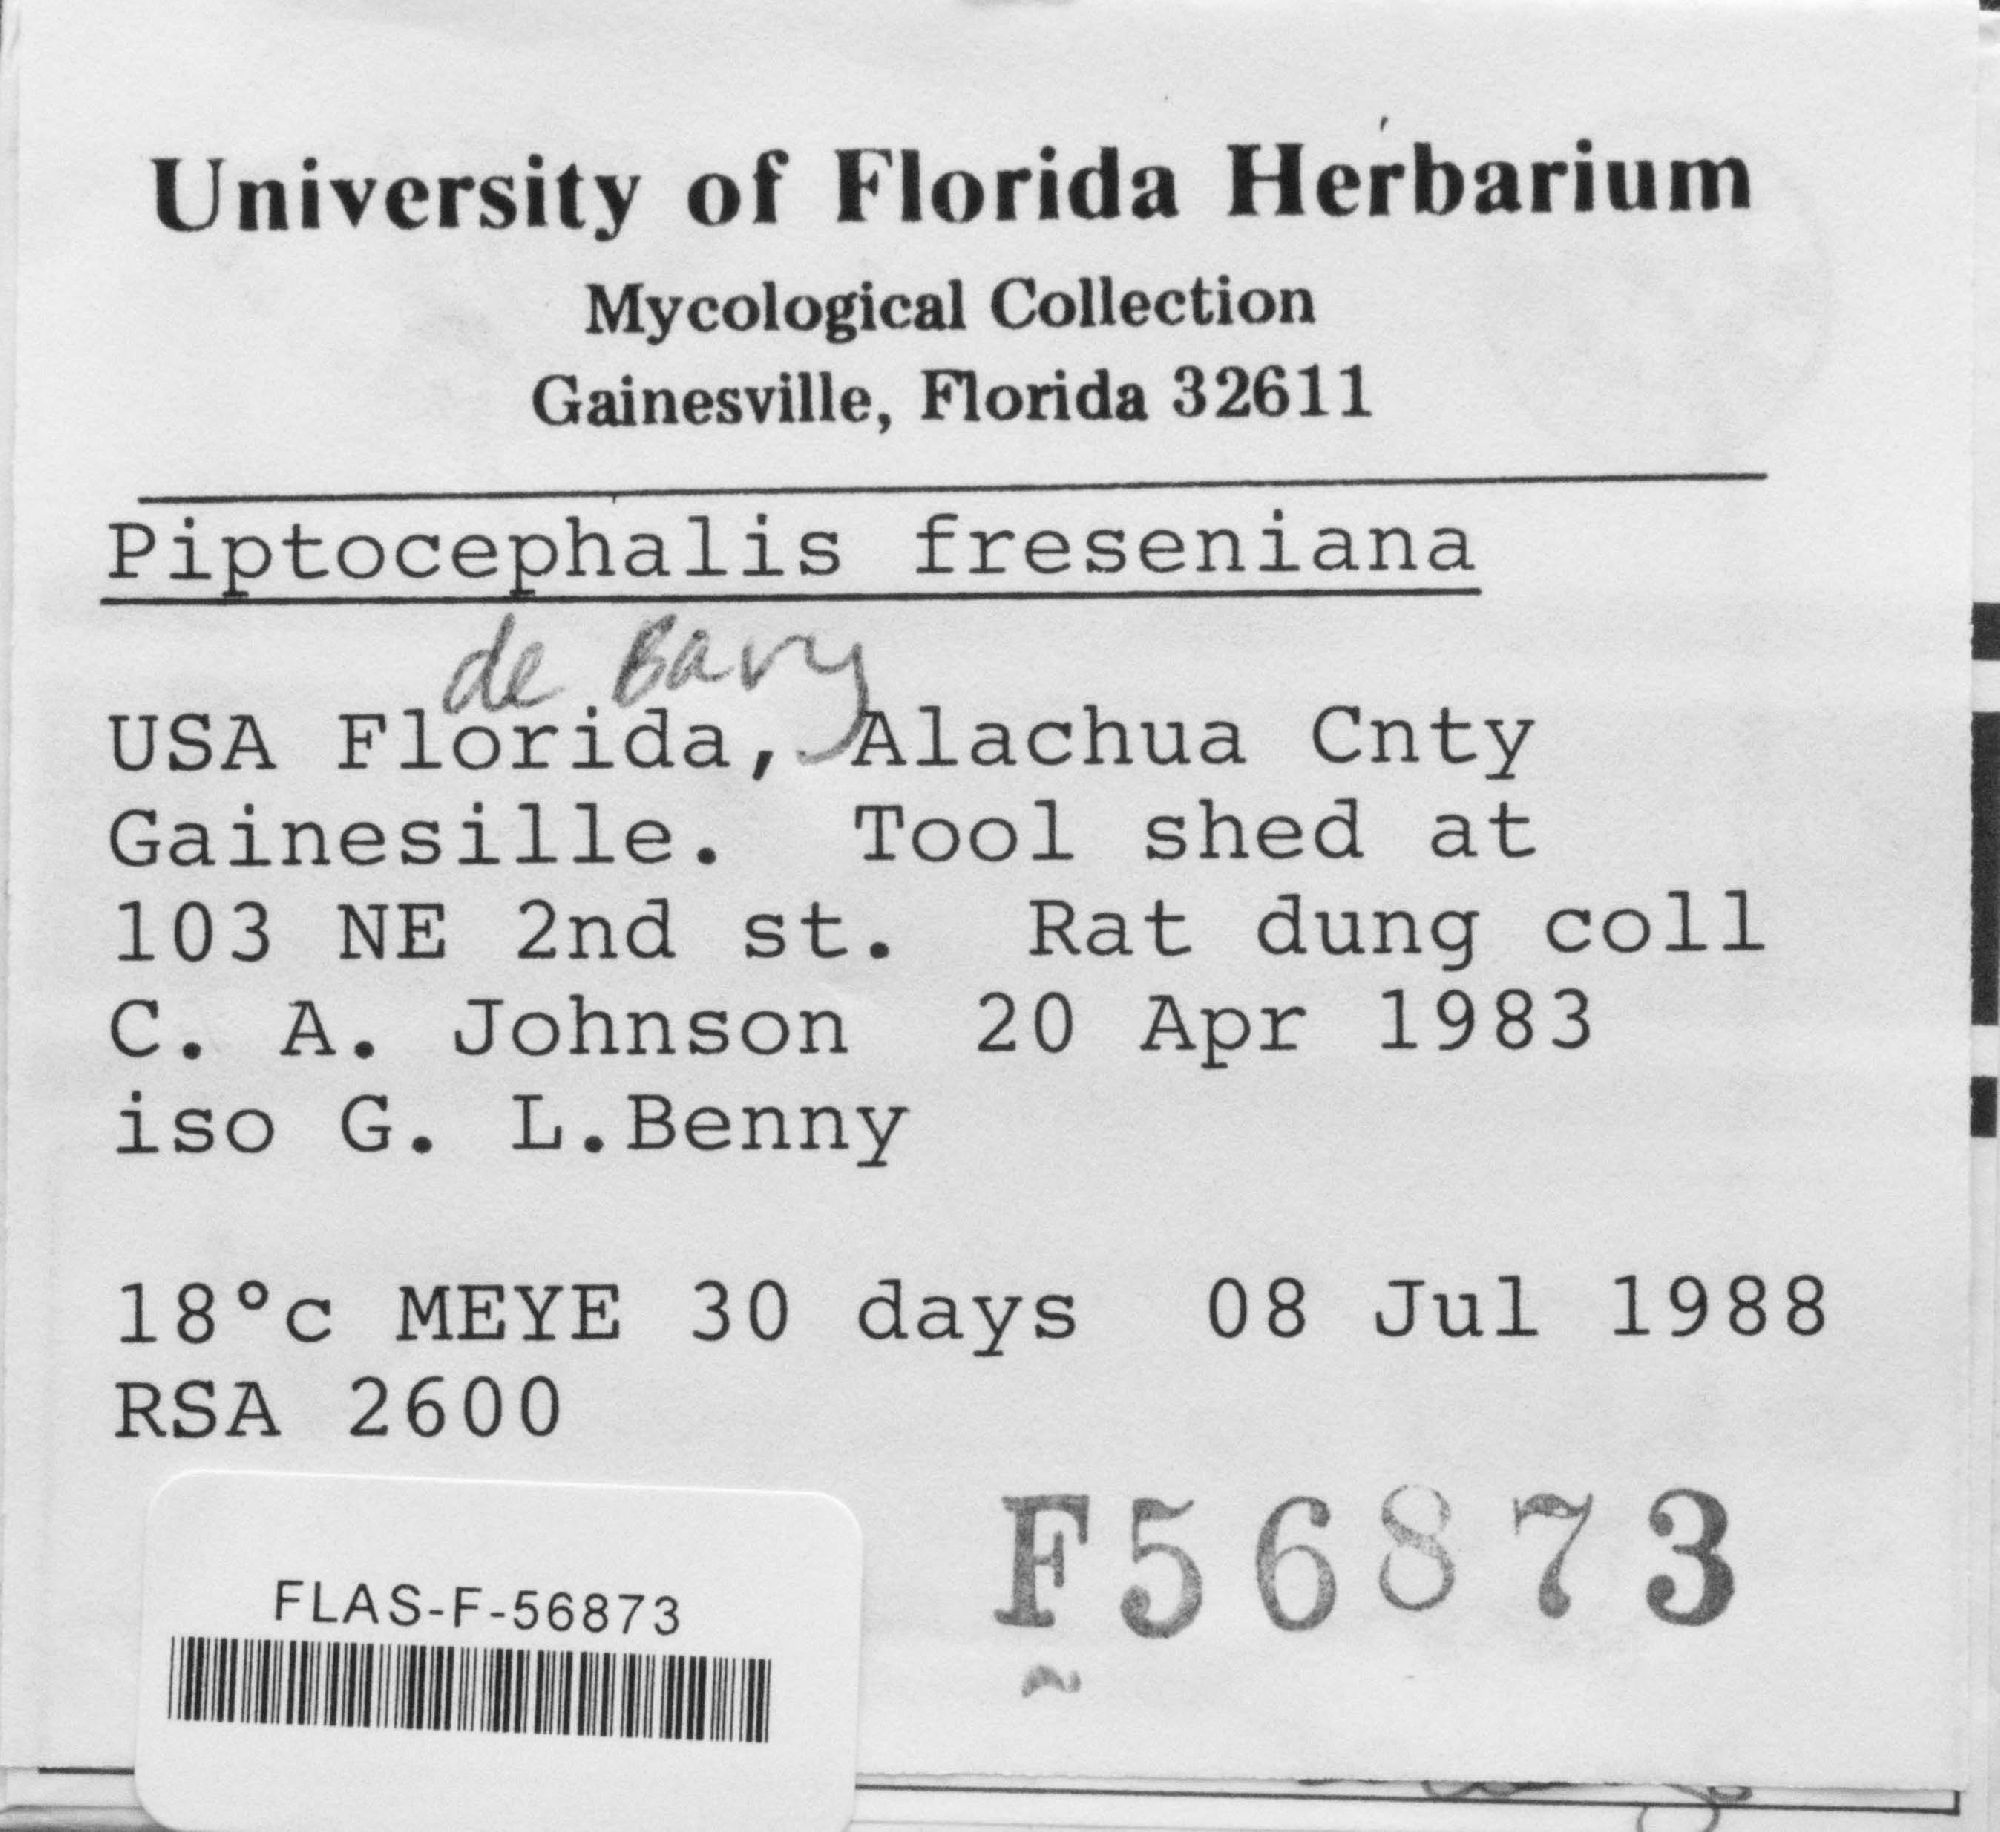 University of Florida Herbarium
Mycological Collection
Gainesville, Florida 32611
Piptocephalis freseniana
de Bary
USA Florida, Alachua Cnty
Gainesille. Tool shed at
103 NE 2nd st. Rat dung coll
C. A. Johnson 20 Apr 1983
iso G. L.Benny
18°c MEYE 30 days 08 Jul 1988
RSA 2600
F56873
FLAS-F-56873